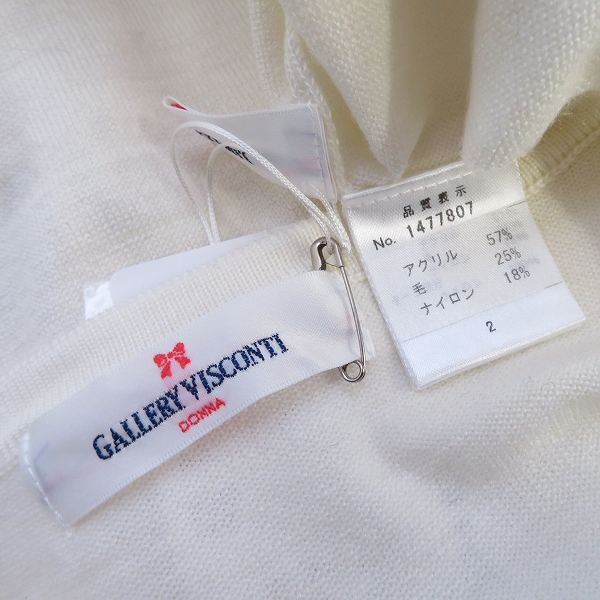 GALLERY VISCONTI
DONNA
品質表示
No. 1477807
アクリル 57%
毛 25%
ナイロン 18%
2